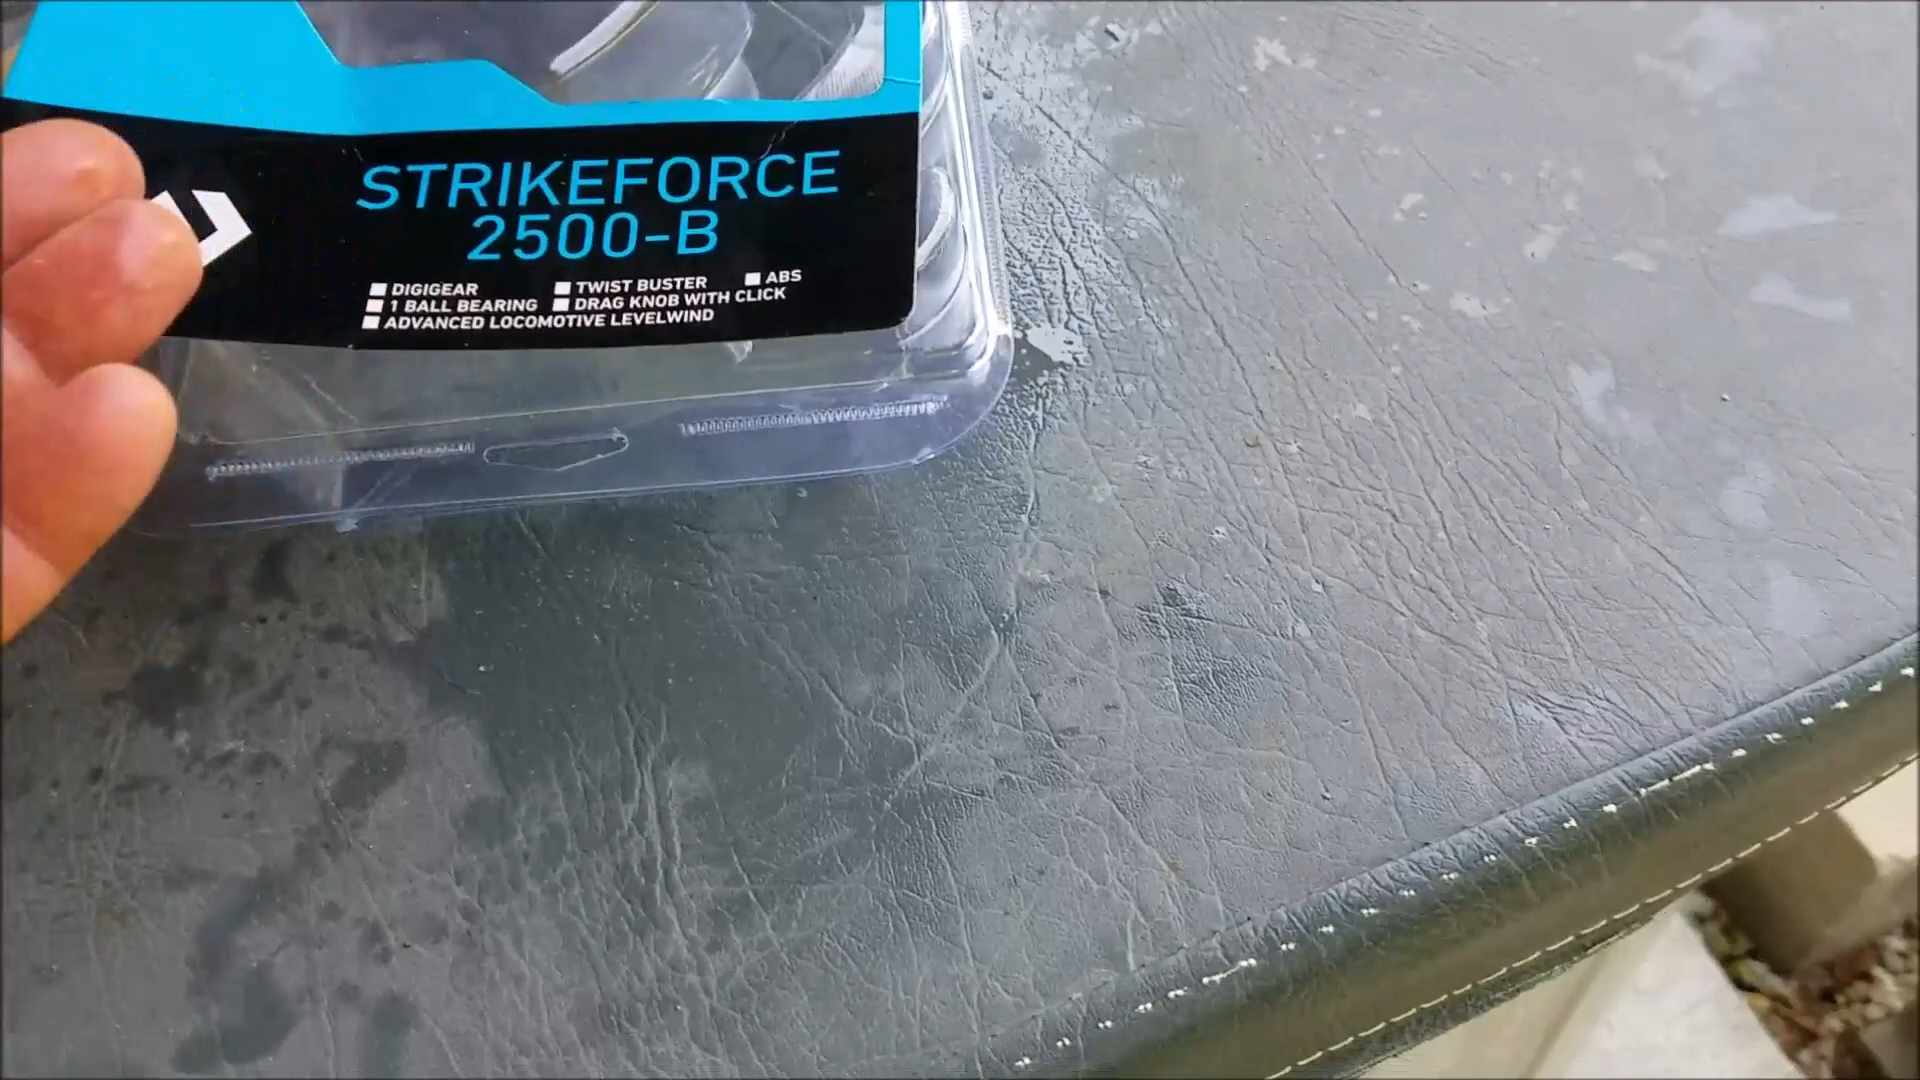 STRIKEFORCE
2500-B
DIGIGEAR TWIST BUSTER ABS
1 BALL BEARING DRAG KNOB WITH CLICK
ADVANCED LOCOMOTIVE LEVELWIND